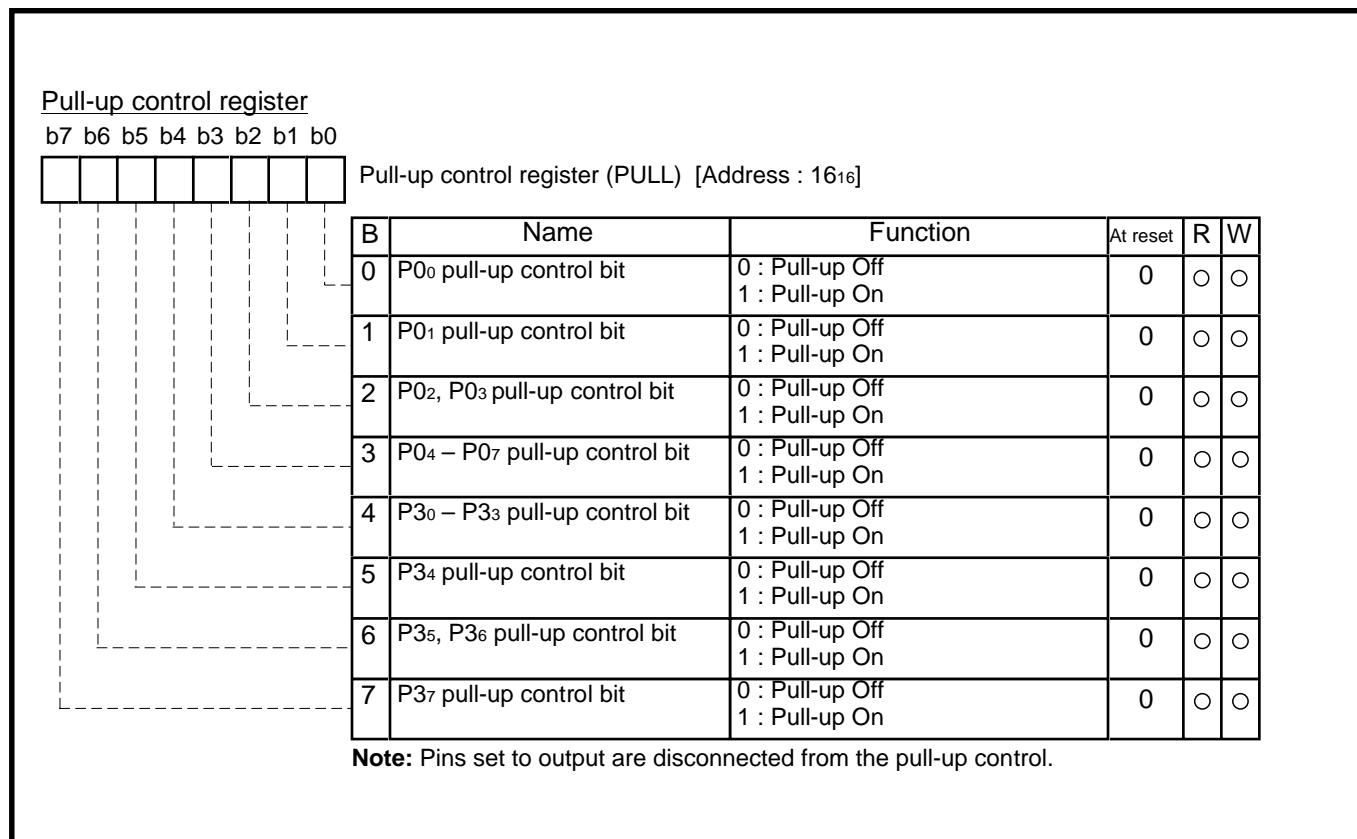 Pull-up control register
b7 b6 b5 b4 b3 b2 b1 b0
Pull-up control register (PULL) [Address : 16₁₆]
B Name Function At reset R W
0 P0₀ pull-up control bit 0 : Pull-up Off 0 ○ ○
1 : Pull-up On
1 P0₁ pull-up control bit 0 : Pull-up Off 0 ○ ○
1 : Pull-up On
2 P0₂, P0₃ pull-up control bit 0 : Pull-up Off 0 ○ ○
1 : Pull-up On
3 P0₄ – P0₇ pull-up control bit 0 : Pull-up Off 0 ○ ○
1 : Pull-up On
4 P3₀ – P3₃ pull-up control bit 0 : Pull-up Off 0 ○ ○
1 : Pull-up On
5 P3₄ pull-up control bit 0 : Pull-up Off 0 ○ ○
1 : Pull-up On
6 P3₅, P3₆ pull-up control bit 0 : Pull-up Off 0 ○ ○
1 : Pull-up On
7 P3₇ pull-up control bit 0 : Pull-up Off 0 ○ ○
1 : Pull-up On
Note: Pins set to output are disconnected from the pull-up control.